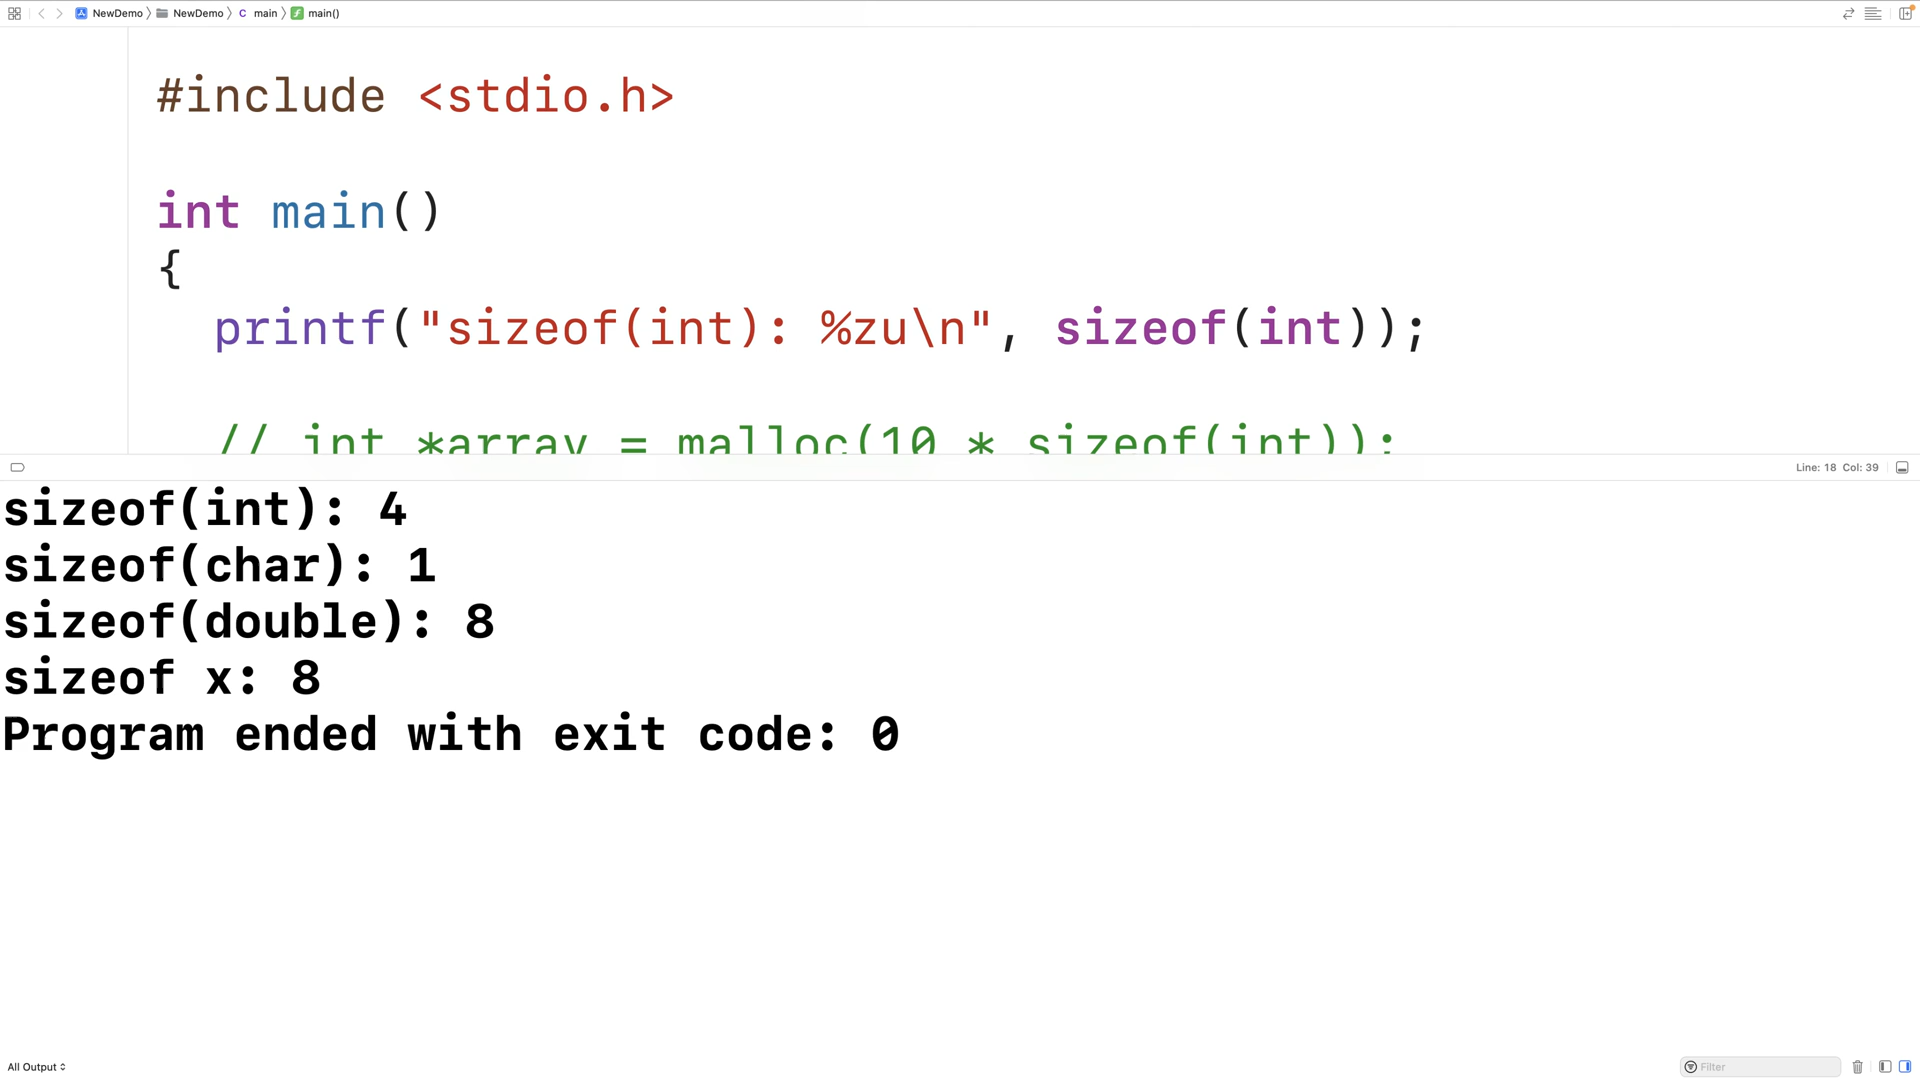 NewDemo NewDemo C main f main()
#include <stdio.h>
int main()
{
printf("sizeof(int): %zu\n", sizeof(int));
// int *array = malloc(10 * sizeof(int));
Line: 18 Col: 39
sizeof(int): 4
sizeof(char): 1
sizeof(double): 8
sizeof x: 8
Program ended with exit code: 0
All Output
Filter